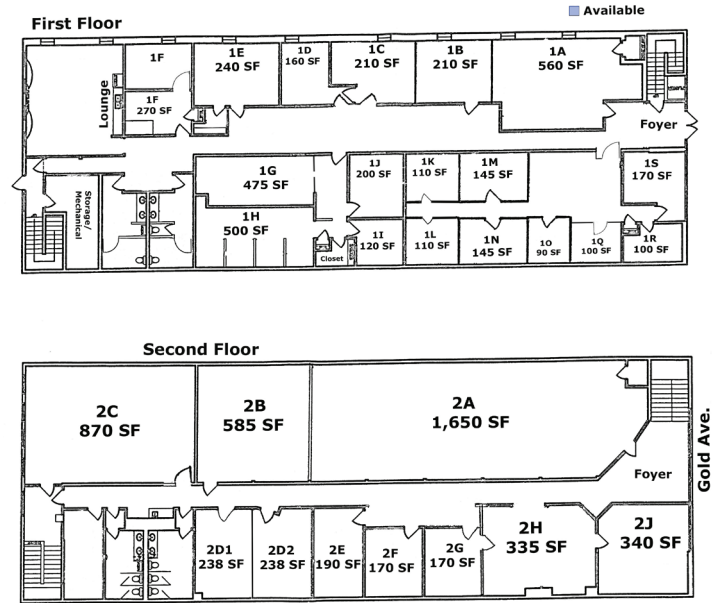 First Floor
Available
1F
1E
240 SF
1D
160 SF
1C
210 SF
1B
210 SF
1A
560 SF
Lounge
1F
270 SF
Foyer
1G
475 SF
1J
200 SF
1K
110 SF
1M
145 SF
1S
170 SF
Storage/
Mechanical
1H
500 SF
Closet
1I
120 SF
1L
110 SF
1N
145 SF
1O
90 SF
1Q
100 SF
1R
100 SF
Second Floor
2C
870 SF
2B
585 SF
2A
1,650 SF
Foyer
Gold Ave.
2D1
238 SF
2D2
238 SF
2E
190 SF
2F
170 SF
2G
170 SF
2H
335 SF
2J
340 SF